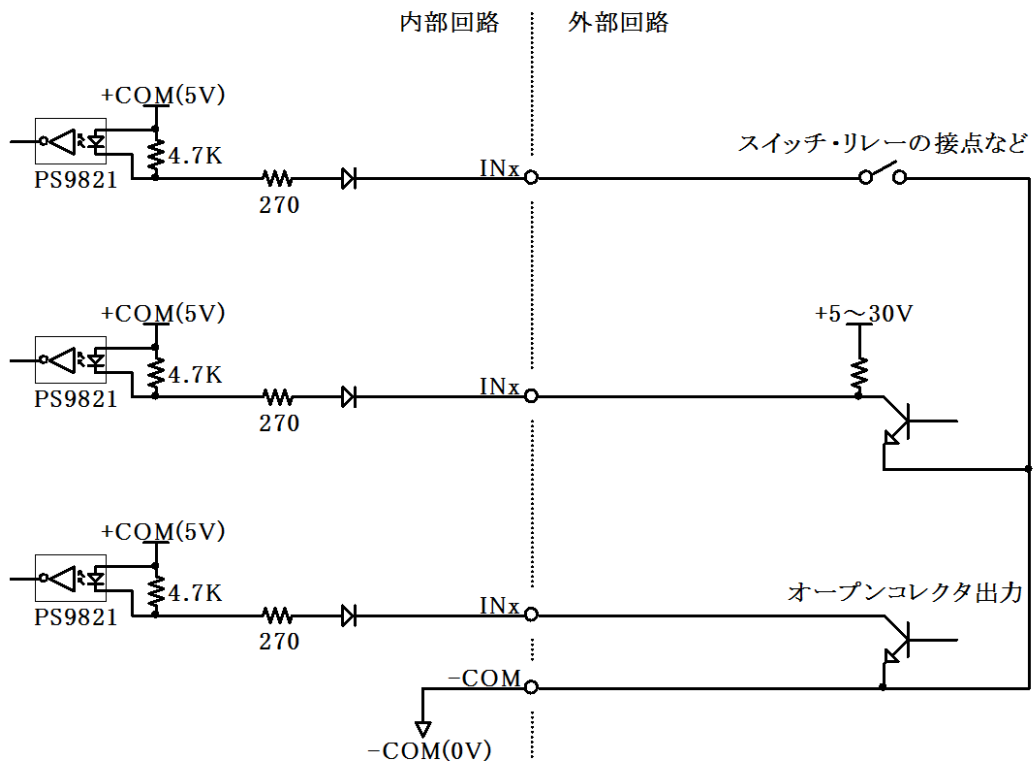 内部回路
外部回路
+COM(5V)
4.7K
PS9821
270
INx
スイッチ・リレーの接点など
+COM(5V)
4.7K
PS9821
270
INx
+5～30V
+COM(5V)
4.7K
PS9821
270
INx
オープンコレクタ出力
-COM
-COM(0V)